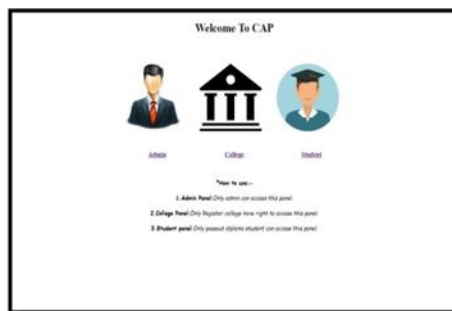 Welcome To CAP
Admin College Student
*How to use:-
1. Admin Panel:Only admin can access this panel.
2.College Panel:Only Register college have right to access this panel.
3.Student panel:Only passout diploma student can access this panel.